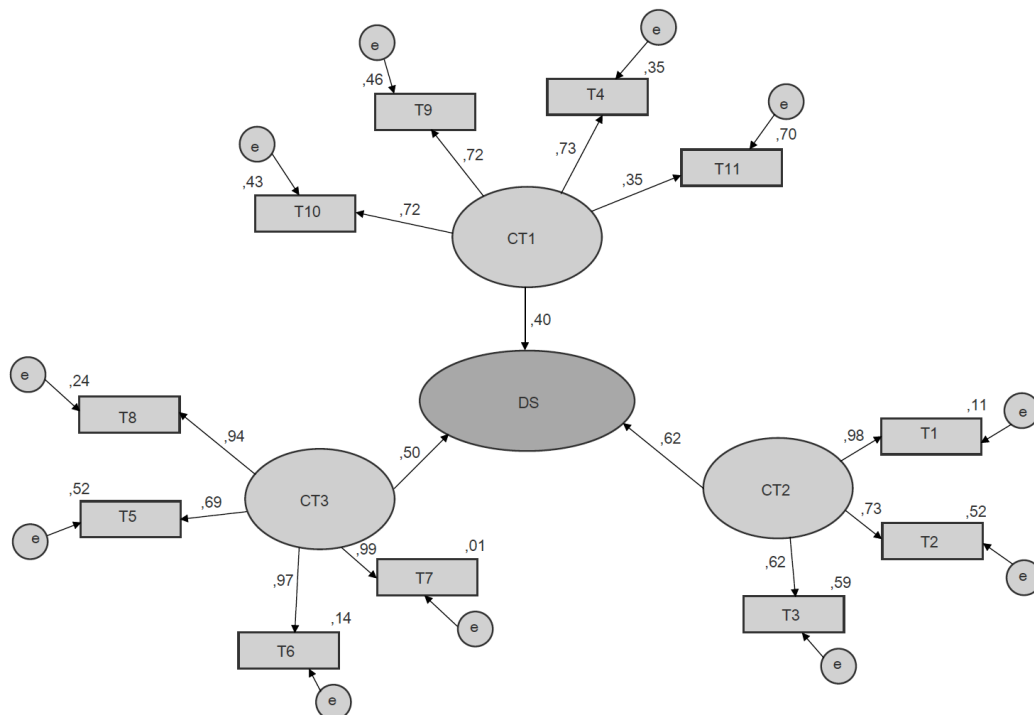 e
e
,46
,35
T9
T4
e
,70
e
,72
,73
T11
,43
,35
T10
,72
CT1
,40
e
,24
T8
DS
,11
e
,94
,50
,62
,98
T1
,52
,69
CT3
CT2
,73
,52
T5
T2
e
,99
,01
,62
e
,97
T7
,59
,14
e
T3
T6
e
e